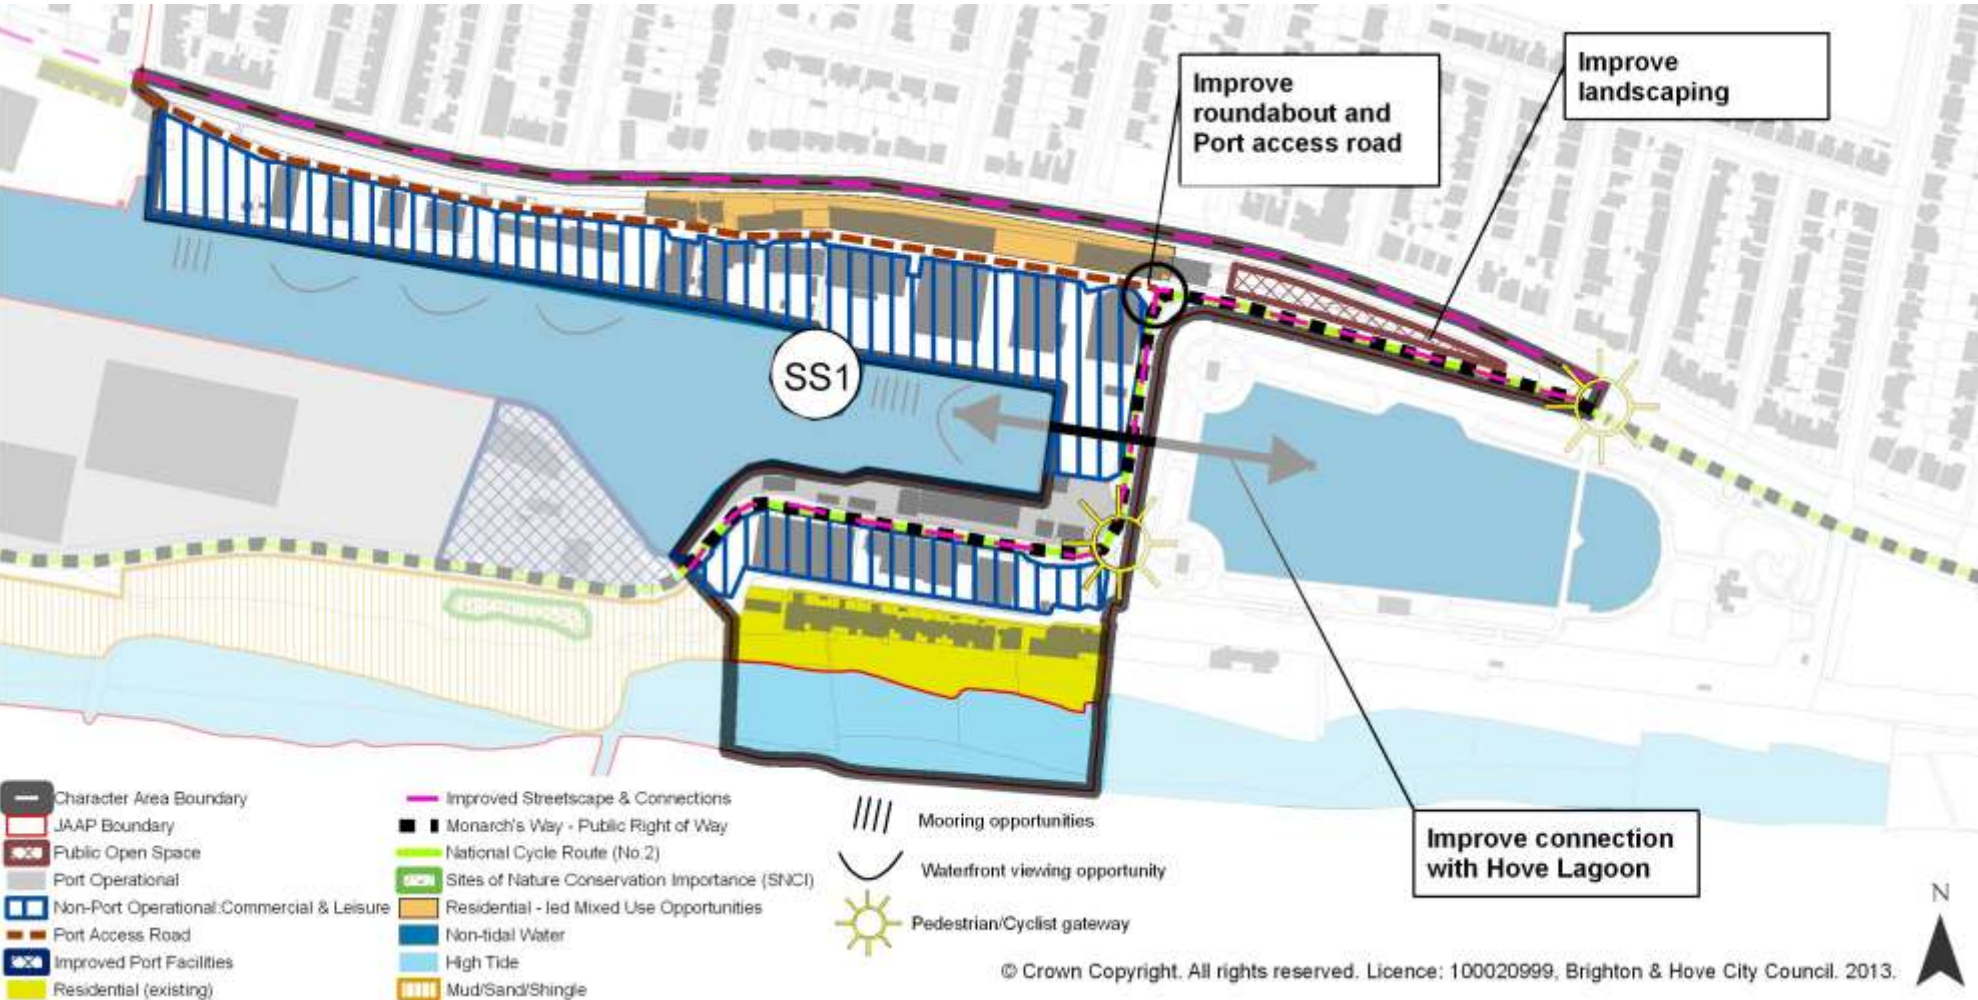 Improve
roundabout and
Port access road
Improve
landscaping
SS1
Improve connection
with Hove Lagoon
Character Area Boundary
JAAP Boundary
Public Open Space
Port Operational
Non-Port Operational:Commercial & Leisure
Port Access Road
Improved Port Facilities
Residential (existing)
Improved Streetscape & Connections
Monarch's Way - Public Right of Way
National Cycle Route (No.2)
Sites of Nature Conservation Importance (SNCI)
Residential - led Mixed Use Opportunities
Non-tidal Water
High Tide
Mud/Sand/Shingle
Mooring opportunities
Waterfront viewing opportunity
Pedestrian/Cyclist gateway
N
© Crown Copyright. All rights reserved. Licence: 100020999, Brighton & Hove City Council. 2013.